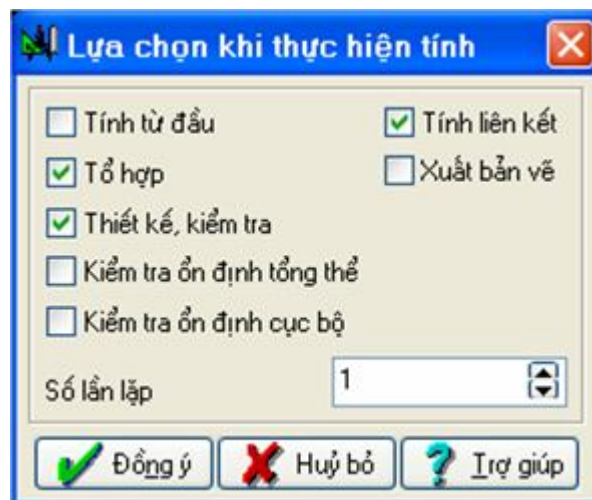 Lựa chọn khi thực hiện tính
Tính từ đầu
Tính liên kết
Tổ hợp
Xuất bản vẽ
Thiết kế, kiểm tra
Kiểm tra ổn định tổng thể
Kiểm tra ổn định cục bộ
Số lần lặp
1
Đồng ý
Huỷ bỏ
Trợ giúp